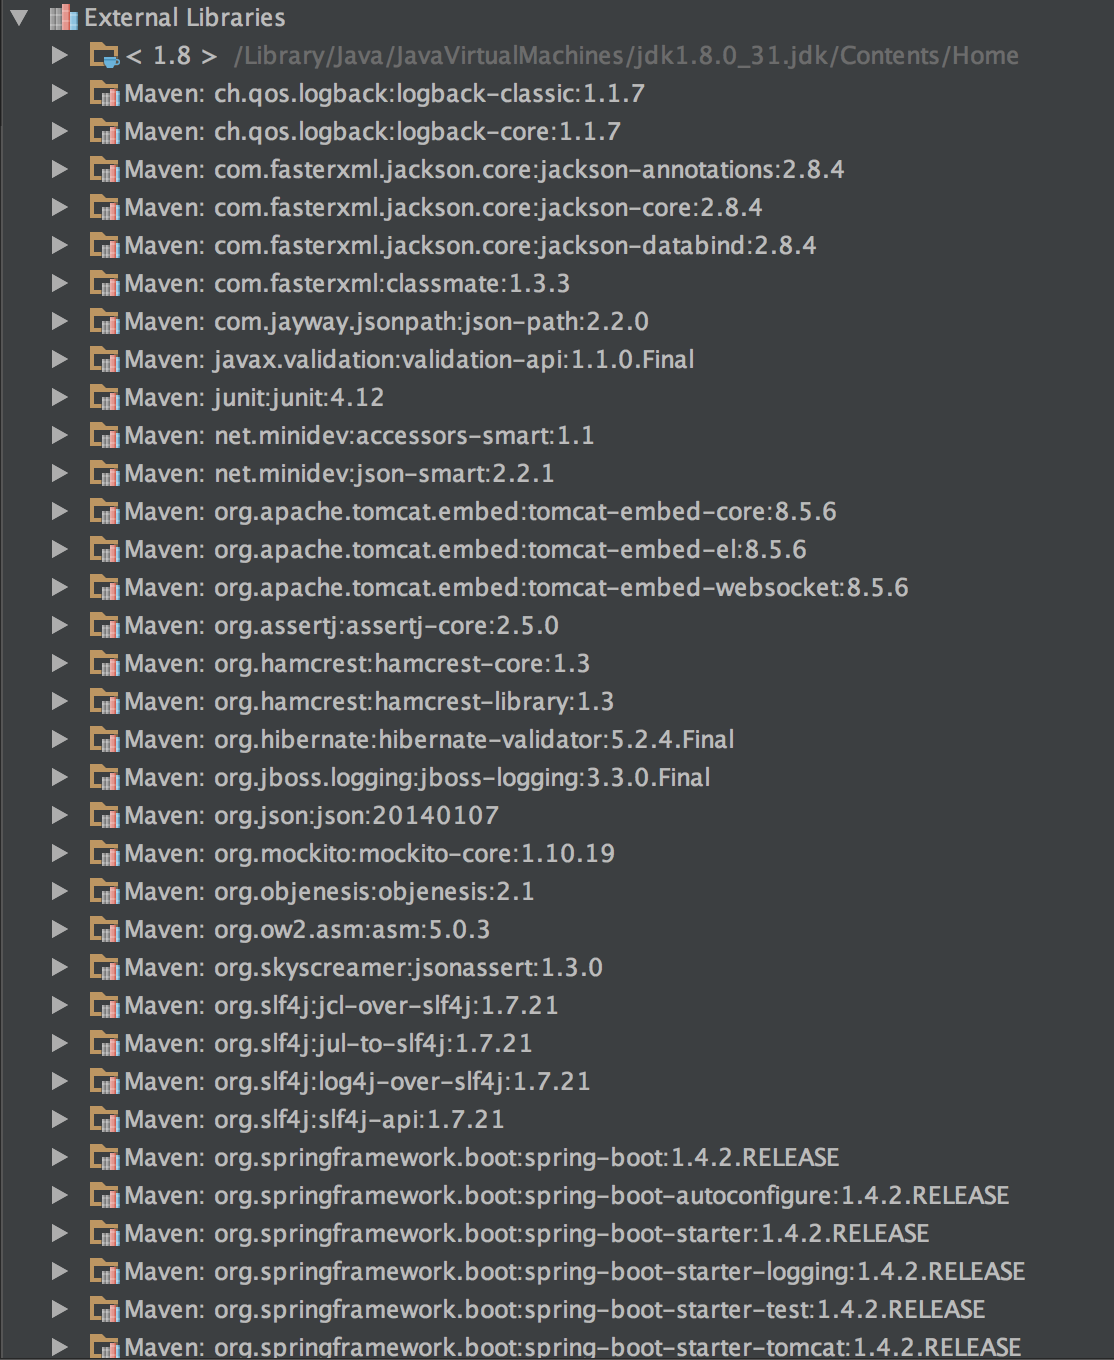 External Libraries
< 1.8 > /Library/Java/JavaVirtualMachines/jdk1.8.0_31.jdk/Contents/Home
Maven: ch.qos.logback:logback-classic:1.1.7
Maven: ch.qos.logback:logback-core:1.1.7
Maven: com.fasterxml.jackson.core:jackson-annotations:2.8.4
Maven: com.fasterxml.jackson.core:jackson-core:2.8.4
Maven: com.fasterxml.jackson.core:jackson-databind:2.8.4
Maven: com.fasterxml:classmate:1.3.3
Maven: com.jayway.jsonpath:json-path:2.2.0
Maven: javax.validation:validation-api:1.1.0.Final
Maven: junit:junit:4.12
Maven: net.minidev:accessors-smart:1.1
Maven: net.minidev:json-smart:2.2.1
Maven: org.apache.tomcat.embed:tomcat-embed-core:8.5.6
Maven: org.apache.tomcat.embed:tomcat-embed-el:8.5.6
Maven: org.apache.tomcat.embed:tomcat-embed-websocket:8.5.6
Maven: org.assertj:assertj-core:2.5.0
Maven: org.hamcrest:hamcrest-core:1.3
Maven: org.hamcrest:hamcrest-library:1.3
Maven: org.hibernate:hibernate-validator:5.2.4.Final
Maven: org.jboss.logging:jboss-logging:3.3.0.Final
Maven: org.json:json:20140107
Maven: org.mockito:mockito-core:1.10.19
Maven: org.objenesis:objenesis:2.1
Maven: org.ow2.asm:asm:5.0.3
Maven: org.skyscreamer:jsonassert:1.3.0
Maven: org.slf4j:jcl-over-slf4j:1.7.21
Maven: org.slf4j:jul-to-slf4j:1.7.21
Maven: org.slf4j:log4j-over-slf4j:1.7.21
Maven: org.slf4j:slf4j-api:1.7.21
Maven: org.springframework.boot:spring-boot:1.4.2.RELEASE
Maven: org.springframework.boot:spring-boot-autoconfigure:1.4.2.RELEASE
Maven: org.springframework.boot:spring-boot-starter:1.4.2.RELEASE
Maven: org.springframework.boot:spring-boot-starter-logging:1.4.2.RELEASE
Maven: org.springframework.boot:spring-boot-starter-test:1.4.2.RELEASE
Maven: org.springframework.boot:spring-boot-starter-tomcat:1.4.2.RELEASE